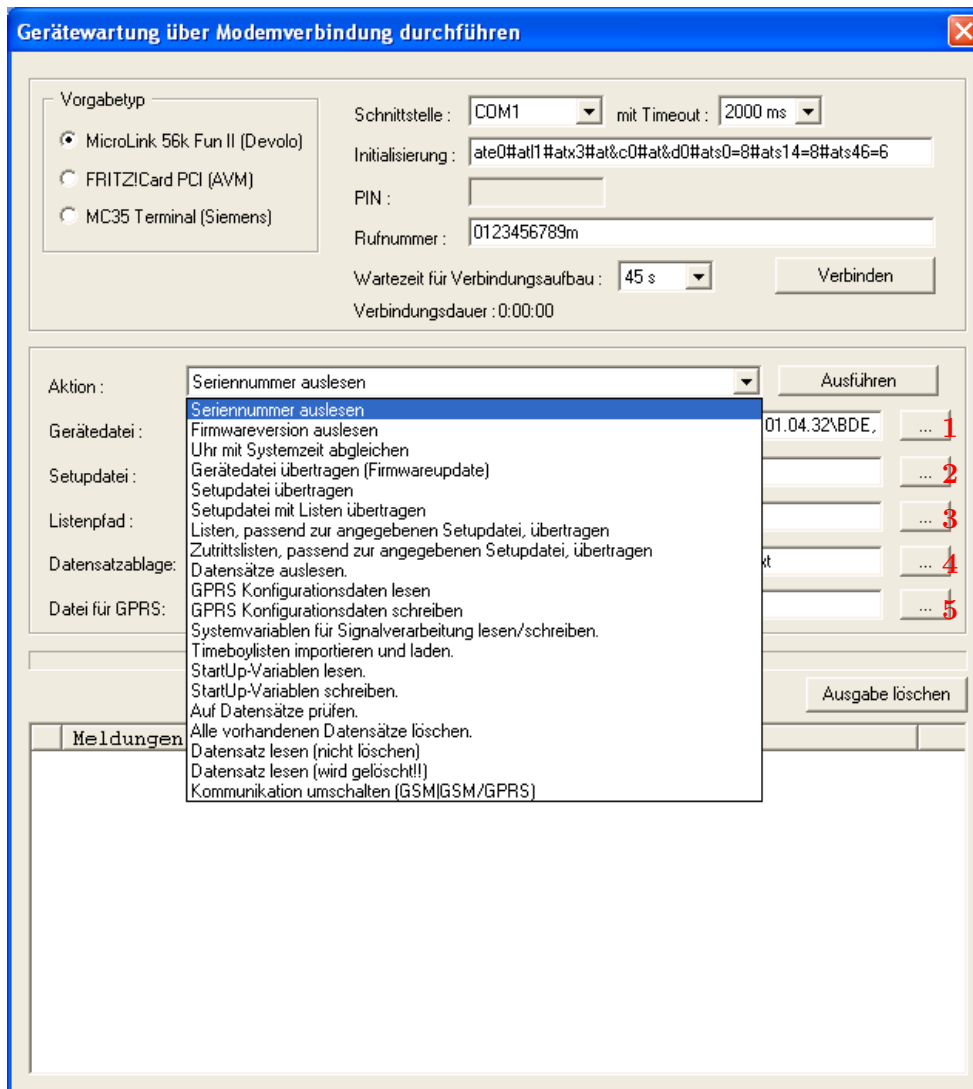 Gerätewartung über Modemverbindung durchführen
Vorgabetyp
MicroLink 56k Fun II (Devolo)
FRITZ!Card PCI (AVM)
MC35 Terminal (Siemens)
Schnittstelle : COM1 mit Timeout : 2000 ms
Initialisierung : ate0#atl1#atx3#at&c0#at&d0#ats0=8#ats14=8#ats46=6
PIN :
Rufnummer : 0123456789m
Wartezeit für Verbindungsaufbau : 45 s Verbinden
Verbindungsdauer : 0:00:00
Aktion : Seriennummer auslesen Ausführen
Gerätedatei : 01.04.32\BDE, ... 1
Setupdatei : ... 2
Listenpfad : ... 3
Datensatzablage: xt ... 4
Datei für GPRS: ... 5
Seriennummer auslesen
Firmwareversion auslesen
Uhr mit Systemzeit abgleichen
Gerätedatei übertragen (Firmwareupdate)
Setupdatei übertragen
Setupdatei mit Listen übertragen
Listen, passend zur angegebenen Setupdatei, übertragen
Zutrittslisten, passend zur angegebenen Setupdatei, übertragen
Datensätze auslesen.
GPRS Konfigurationsdaten lesen
GPRS Konfigurationsdaten schreiben
Systemvariablen für Signalverarbeitung lesen/schreiben.
Timeboylisten importieren und laden.
StartUp-Variablen lesen.
StartUp-Variablen schreiben.
Auf Datensätze prüfen.
Alle vorhandenen Datensätze löschen.
Datensatz lesen (nicht löschen)
Datensatz lesen (wird gelöscht!!)
Kommunikation umschalten (GSM|GSM/GPRS)
Ausgabe löschen
Meldungen